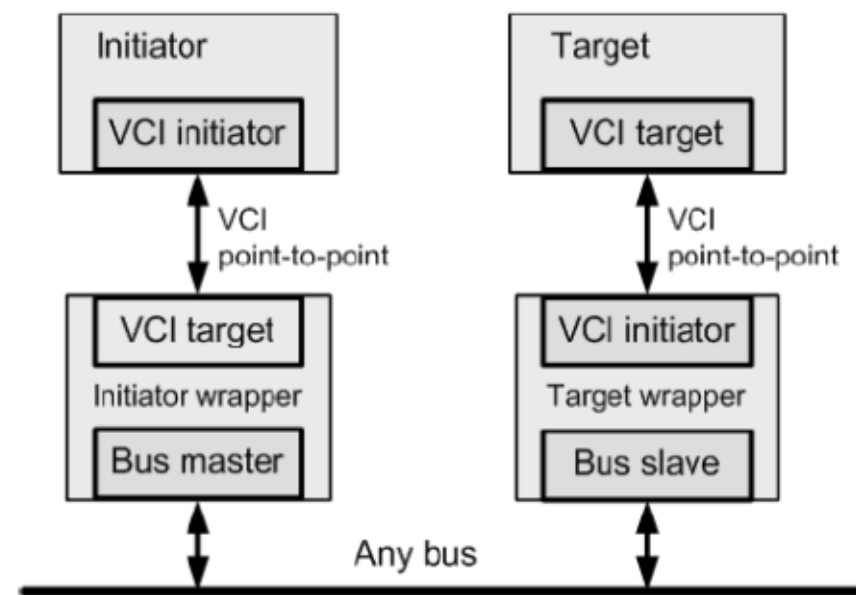 Initiator
VCI initiator
VCI
point-to-point
VCI target
Initiator wrapper
Bus master
Target
VCI target
VCI
point-to-point
VCI initiator
Target wrapper
Bus slave
Any bus